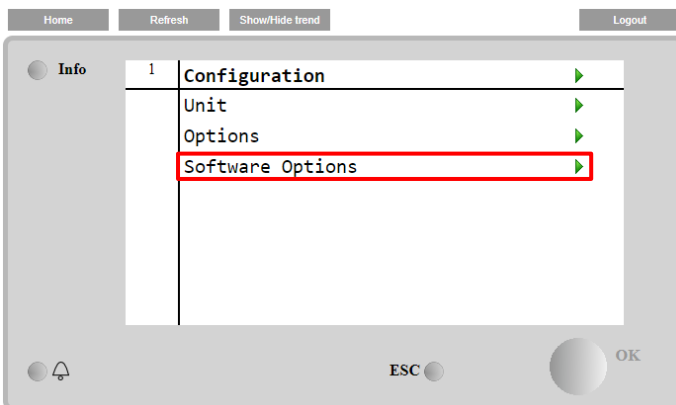 Home Refresh Show/Hide trend Logout
Info
1 Configuration
Unit
Options
Software Options
OK
ESC